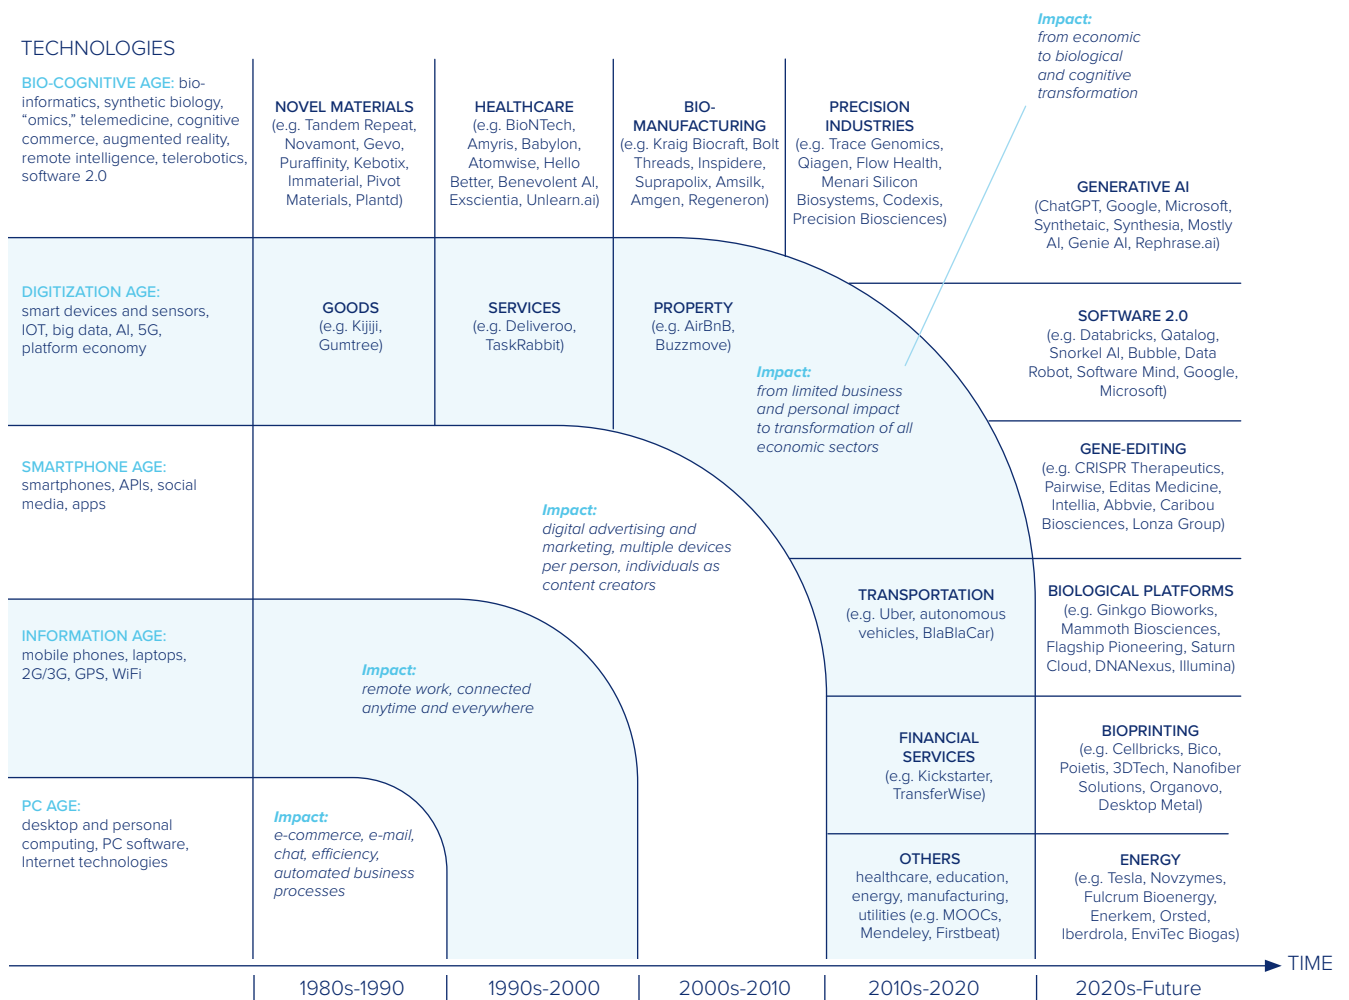 Impact:
from economic
to biological
and cognitive
transformation
TECHNOLOGIES
BIO-COGNITIVE AGE: bio-
informatics, synthetic biology,
“omics,” telemedicine, cognitive
commerce, augmented reality,
remote intelligence, telerobotics,
software 2.0
NOVEL MATERIALS
(e.g. Tandem Repeat,
Novamont, Gevo,
Puraffinity, Kebotix,
Immaterial, Pivot
Materials, Plantd)
HEALTHCARE
(e.g. BioNTech,
Amyris, Babylon,
Atomwise, Hello
Better, Benevolent AI,
Exscientia, Unlearn.ai)
BIO-
MANUFACTURING
(e.g. Kraig Biocraft, Bolt
Threads, Inspidere,
Suprapolix, Amsilk,
Amgen, Regeneron)
PRECISION
INDUSTRIES
(e.g. Trace Genomics,
Qiagen, Flow Health,
Menari Silicon
Biosystems, Codexis,
Precision Biosciences)
GENERATIVE AI
(ChatGPT, Google, Microsoft,
Synthetaic, Synthesia, Mostly
AI, Genie AI, Rephrase.ai)
DIGITIZATION AGE:
smart devices and sensors,
IOT, big data, AI, 5G,
platform economy
GOODS
(e.g. Kijiji,
Gumtree)
SERVICES
(e.g. Deliveroo,
TaskRabbit)
PROPERTY
(e.g. AirBnB,
Buzzmove)
Impact:
from limited business
and personal impact
to transformation of all
economic sectors
SOFTWARE 2.0
(e.g. Databricks, Qatalog,
Snorkel AI, Bubble, Data
Robot, Software Mind, Google,
Microsoft)
GENE-EDITING
(e.g. CRISPR Therapeutics,
Pairwise, Editas Medicine,
Intellia, Abbvie, Caribou
Biosciences, Lonza Group)
SMARTPHONE AGE:
smartphones, APIs, social
media, apps
Impact:
digital advertising and
marketing, multiple devices
per person, individuals as
content creators
TRANSPORTATION
(e.g. Uber, autonomous
vehicles, BlaBlaCar)
BIOLOGICAL PLATFORMS
(e.g. Ginkgo Bioworks,
Mammoth Biosciences,
Flagship Pioneering, Saturn
Cloud, DNANexus, Illumina)
INFORMATION AGE:
mobile phones, laptops,
2G/3G, GPS, WiFi
Impact:
remote work, connected
anytime and everywhere
FINANCIAL
SERVICES
(e.g. Kickstarter,
TransferWise)
BIOPRINTING
(e.g. Cellbricks, Bico,
Poietis, 3DTech, Nanofiber
Solutions, Organovo,
Desktop Metal)
PC AGE:
desktop and personal
computing, PC software,
Internet technologies
Impact:
e-commerce, e-mail,
chat, efficiency,
automated business
processes
OTHERS
healthcare, education,
energy, manufacturing,
utilities (e.g. MOOCs,
Mendeley, Firstbeat)
ENERGY
(e.g. Tesla, Novzymes,
Fulcrum Bioenergy,
Enerkem, Orsted,
Iberdrola, EnviTec Biogas)
TIME
1980s-1990
1990s-2000
2000s-2010
2010s-2020
2020s-Future